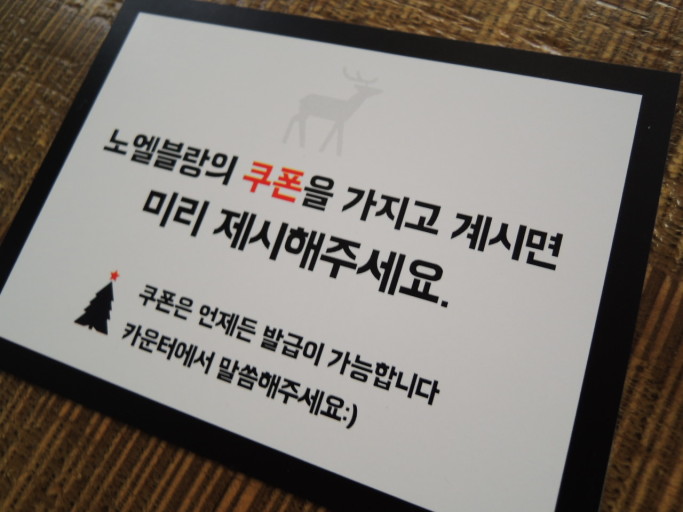 노엘블랑의 쿠폰을 가지고 계시면
미리 제시해주세요.
쿠폰은 언제든 발급이 가능합니다
카운터에서 말씀해주세요:)